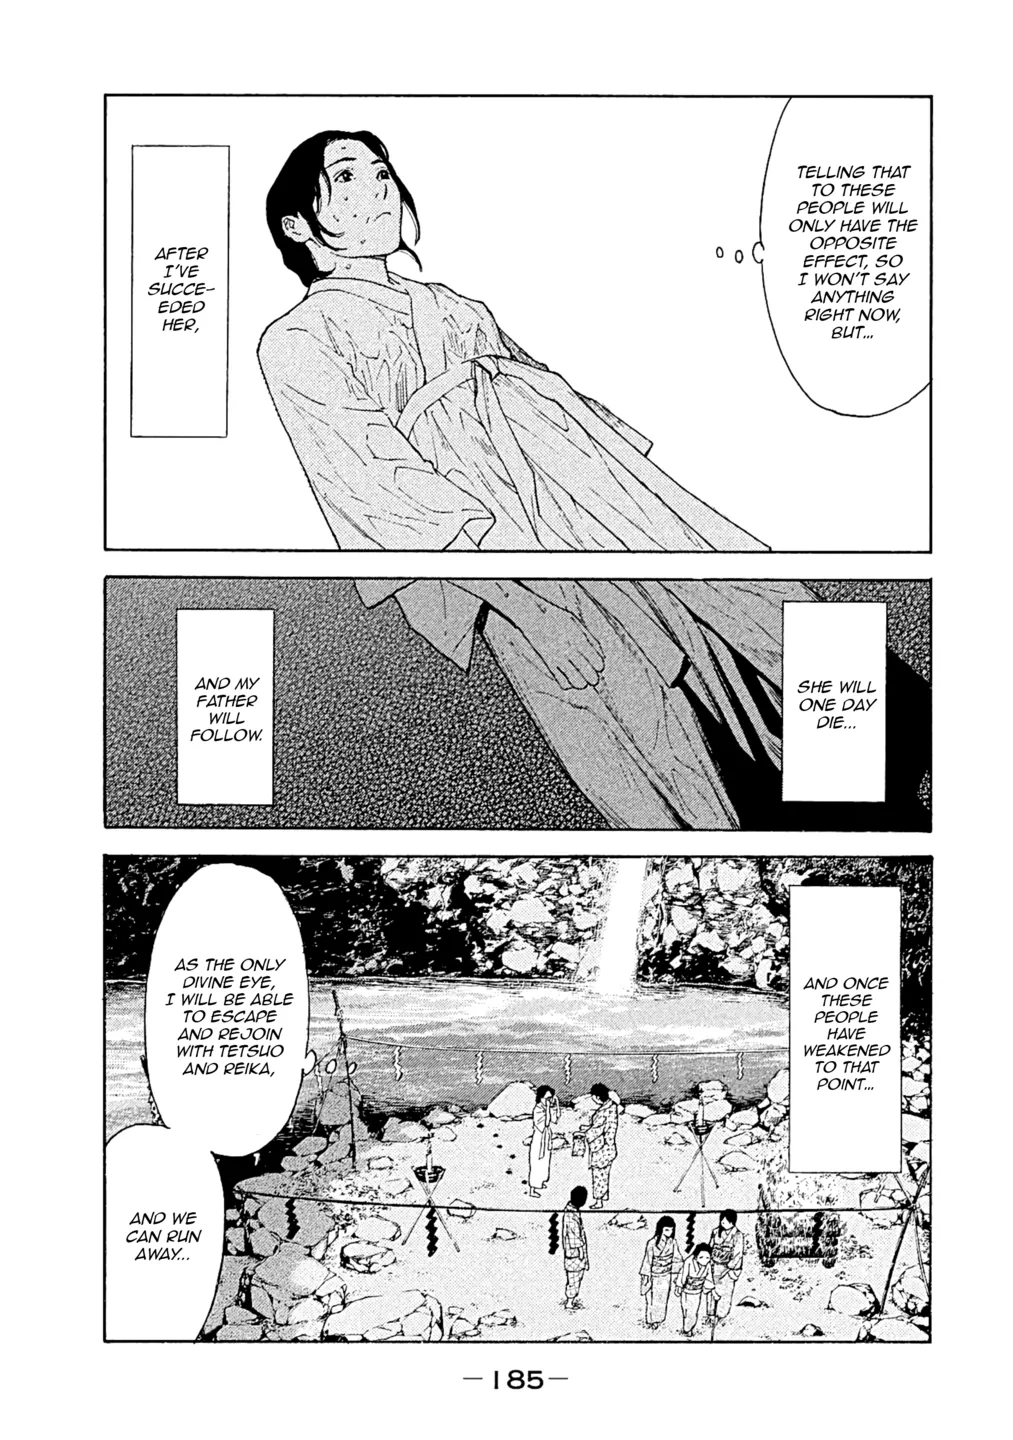 TELLING THAT
TO THESE
PEOPLE WILL
ONLY HAVE THE
OPPOSITE
EFFECT, SO
I WON'T SAY
ANYTHING
RIGHT NOW,
BUT...
AFTER
I'VE
SUCCE-
EDED
HER,
SHE WILL
ONE DAY
DIE...
AND MY
FATHER
WILL
FOLLOW.
AND ONCE
THESE
PEOPLE
HAVE
WEAKENED
TO THAT
POINT...
AS THE ONLY
DIVINE EYE,
I WILL BE ABLE
TO ESCAPE
AND REJOIN
WITH TETSUO
AND REIKA,
AND WE
CAN RUN
AWAY...
—185—